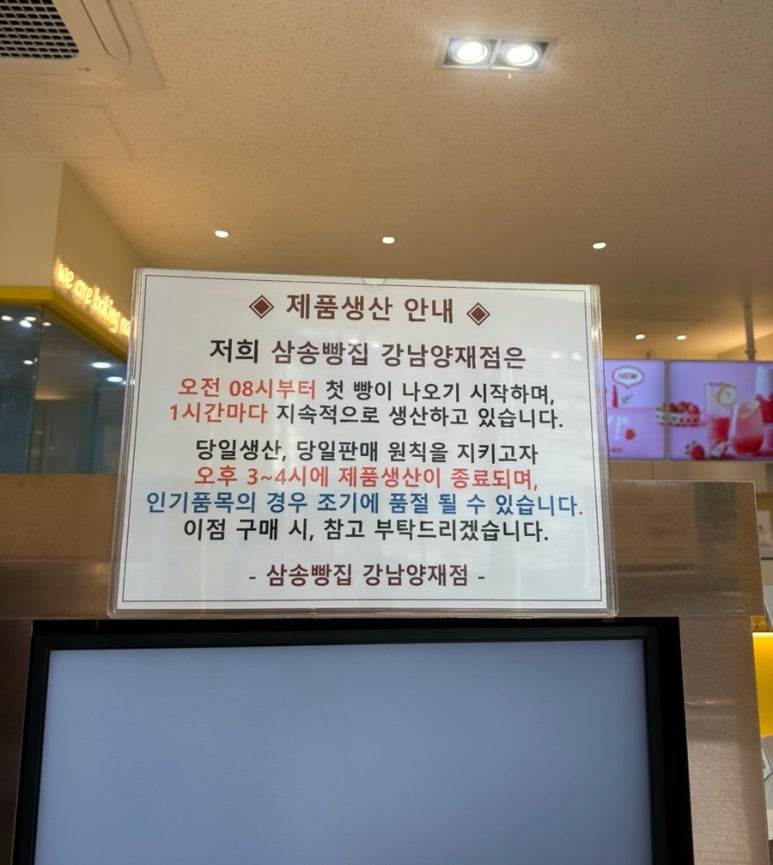 ◈ 제품생산 안내 ◈
저희 삼송빵집 강남양재점은
오전 08시부터 첫 빵이 나오기 시작하며,
1시간마다 지속적으로 생산하고 있습니다.
당일생산, 당일판매 원칙을 지키고자
오후 3~4시에 제품생산이 종료되며,
인기품목의 경우 조기에 품절 될 수 있습니다.
이점 구매 시, 참고 부탁드리겠습니다.
- 삼송빵집 강남양재점 -
we are baking
NEW